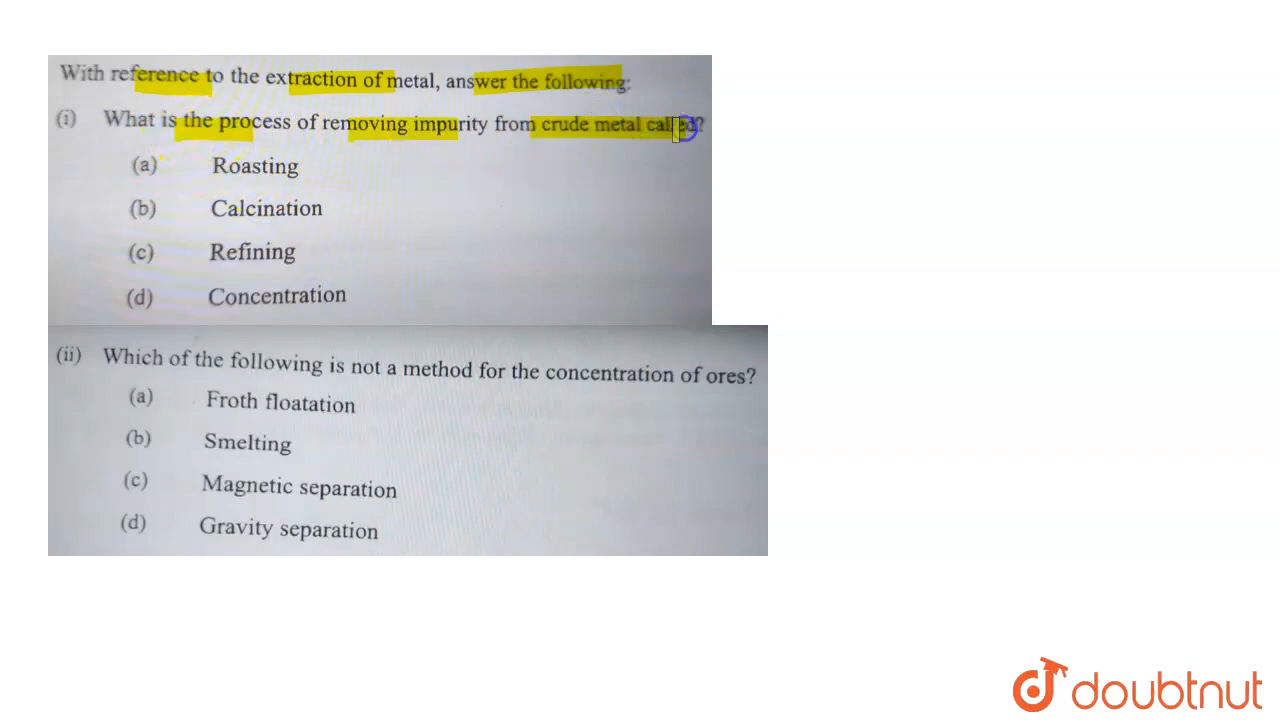 With reference to the extraction of metal, answer the following:
(i) What is the process of removing impurity from crude metal called?
(a) Roasting
(b) Calcination
(c) Refining
(d) Concentration
(ii) Which of the following is not a method for the concentration of ores?
(a) Froth floatation
(b) Smelting
(c) Magnetic separation
(d) Gravity separation
doubtnut